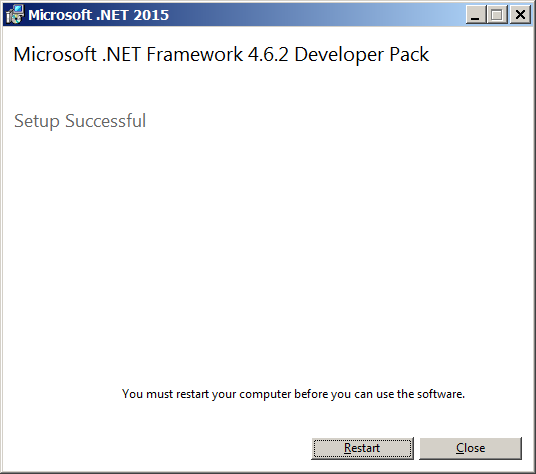 Microsoft .NET 2015
Microsoft .NET Framework 4.6.2 Developer Pack
Setup Successful
You must restart your computer before you can use the software.
Restart
Close